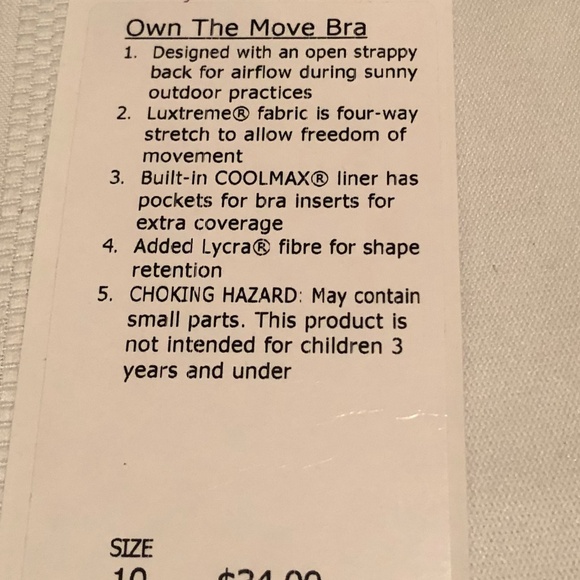 Own The Move Bra
1. Designed with an open strappy
back for airflow during sunny
outdoor practices
2. Luxtreme® fabric is four-way
stretch to allow freedom of
movement
3. Built-in COOLMAX® liner has
pockets for bra inserts for
extra coverage
4. Added Lycra® fibre for shape
retention
5. CHOKING HAZARD: May contain
small parts. This product is
not intended for children 3
years and under
SIZE
10 $34.00